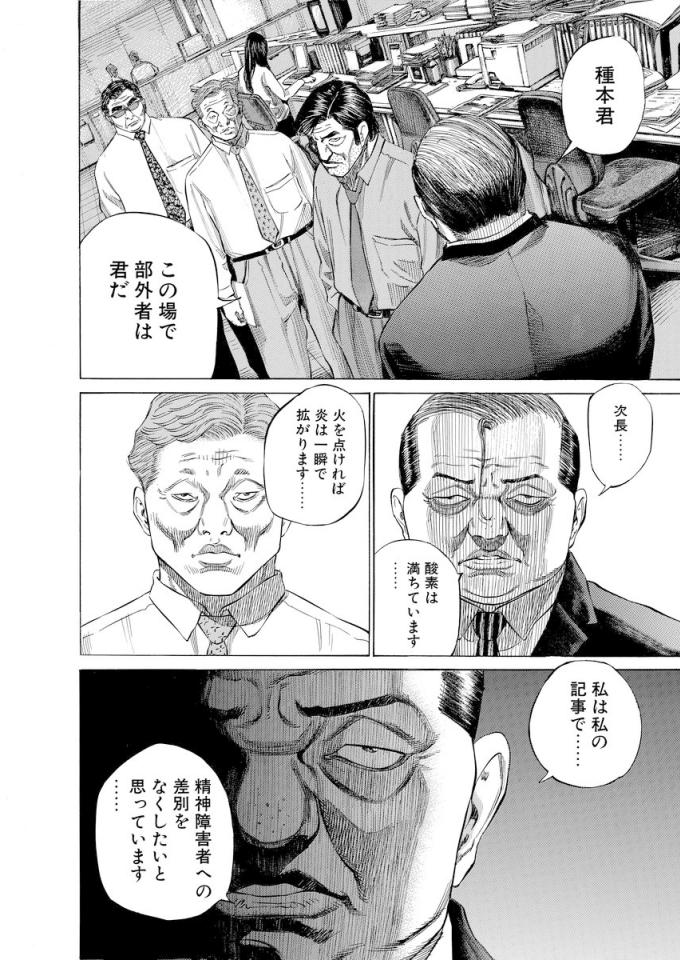 種本君
この場で
部外者は
君だ
次長……
酸素は
満ちています
……
火を点ければ
炎は一瞬で
拡がります……
私は私の
記事で……
精神障害者への
差別を
なくしたいと
思っています
……